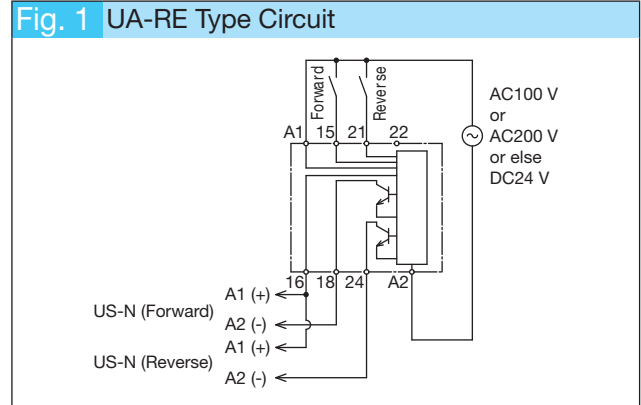 Fig. 1 UA-RE Type Circuit
Forward
Reverse
AC100 V
or
AC200 V
or else
DC24 V
A1 15 21 22
16 18 24 A2
US-N (Forward)
A1 (+)
A2 (-)
US-N (Reverse)
A1 (+)
A2 (-)